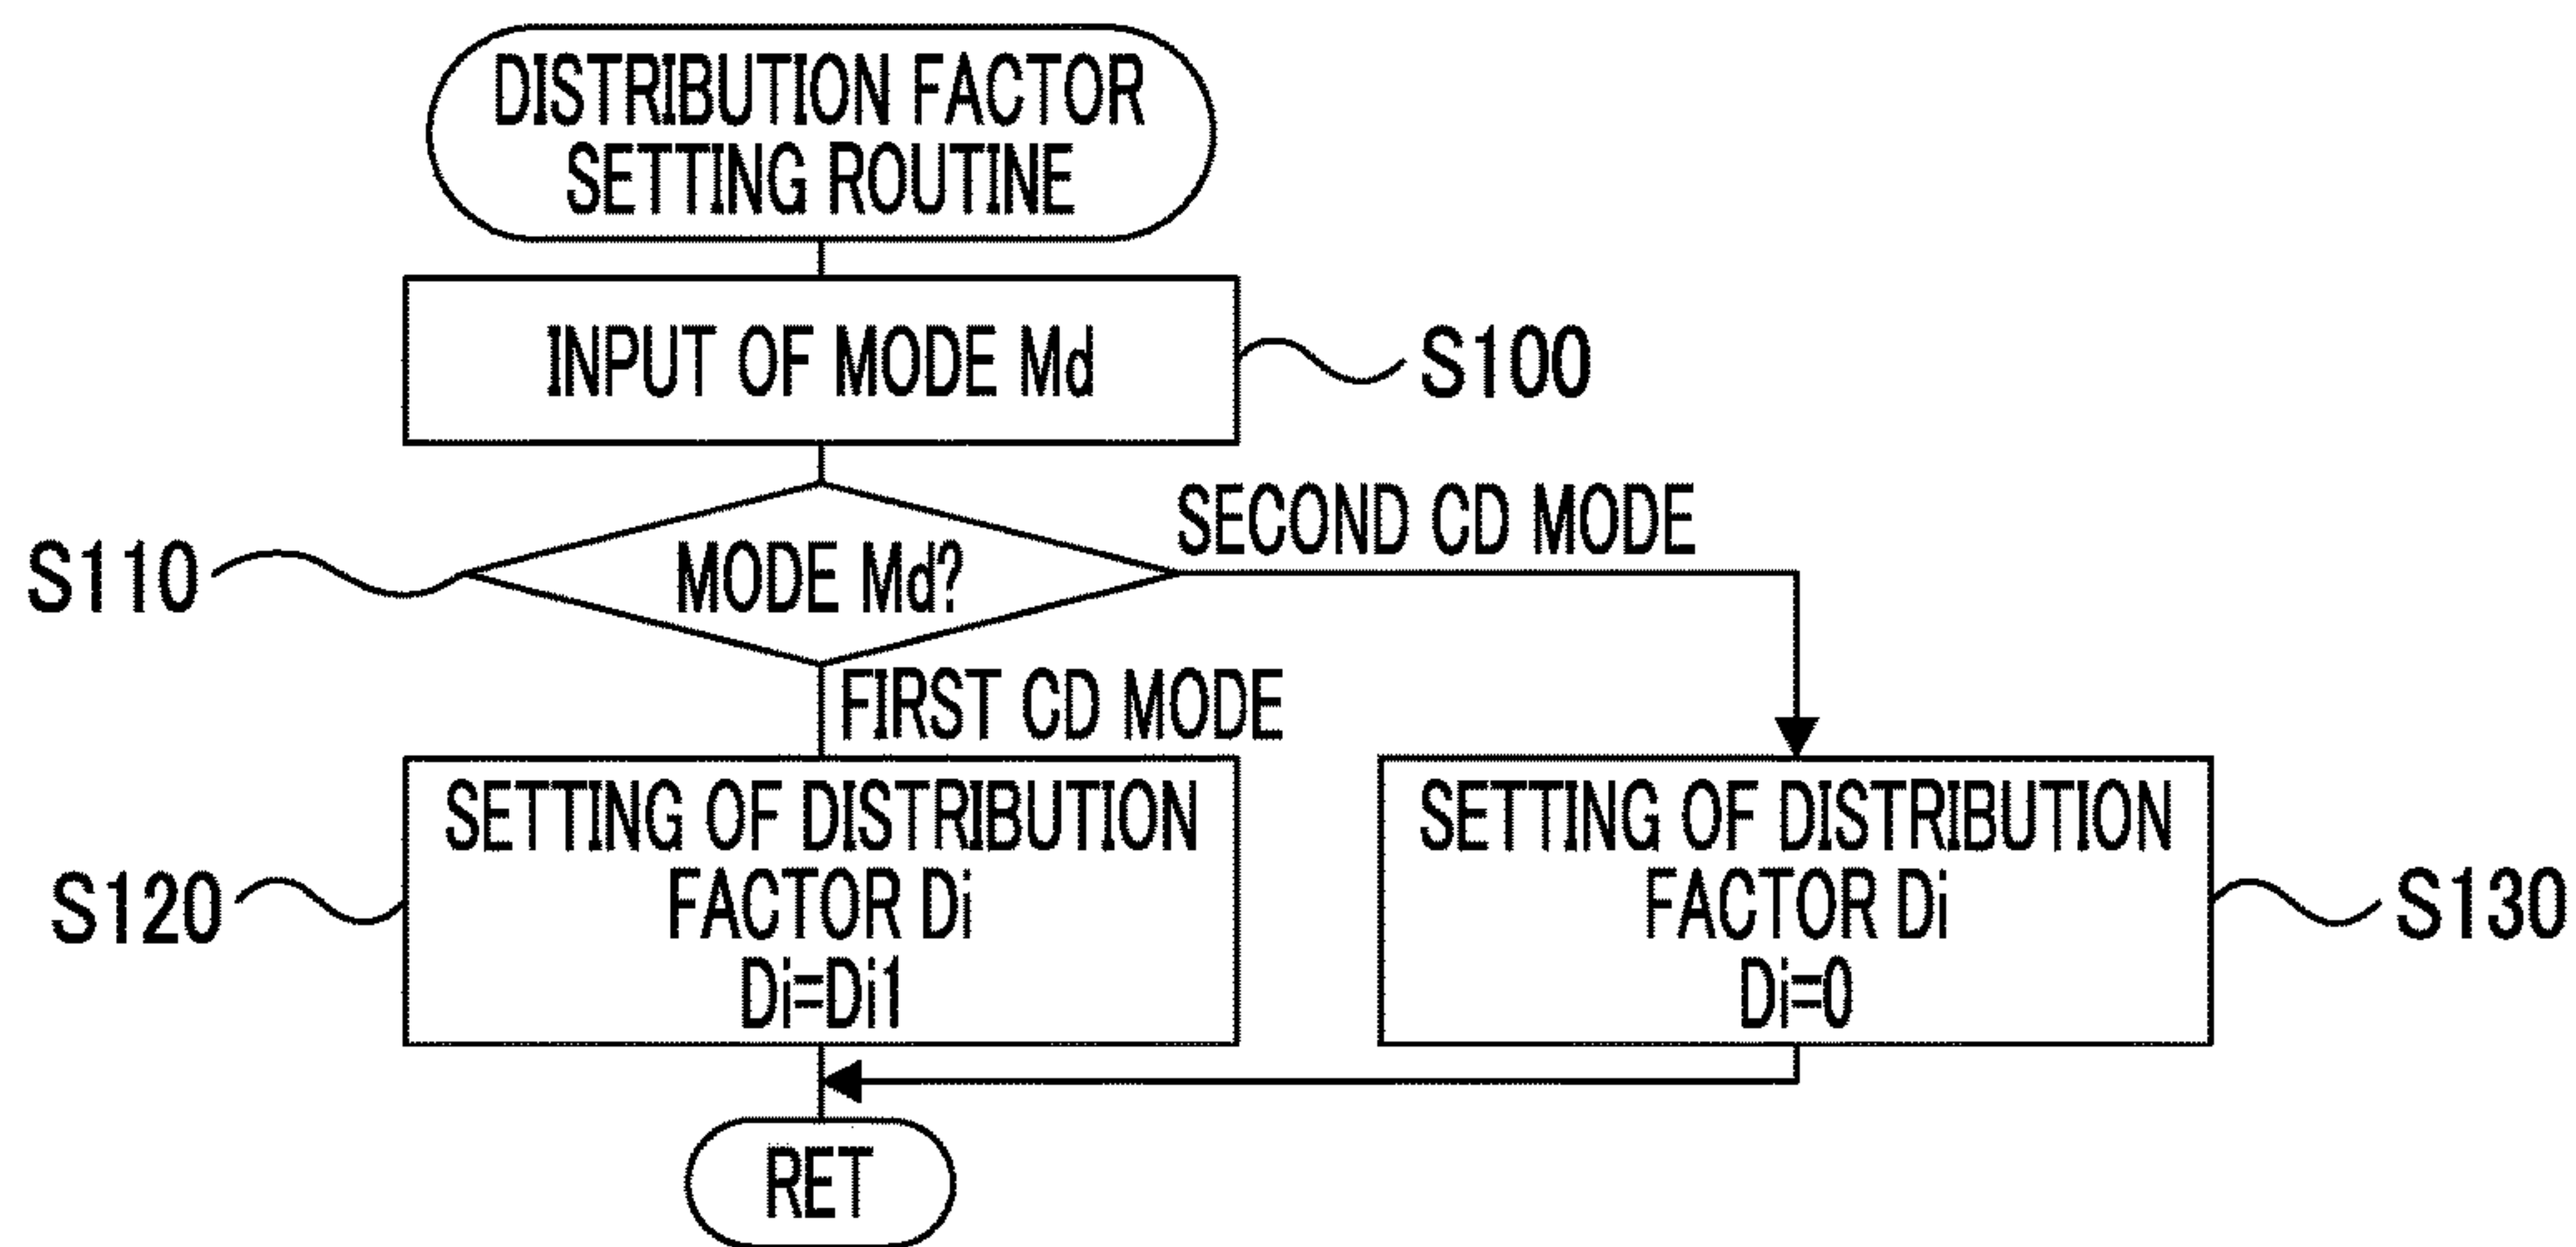 DISTRIBUTION FACTOR
SETTING ROUTINE
INPUT OF MODE Md
S100
SECOND CD MODE
S110
MODE Md?
FIRST CD MODE
SETTING OF DISTRIBUTION
FACTOR Di
Di=Di1
S120
SETTING OF DISTRIBUTION
FACTOR Di
Di=0
S130
RET